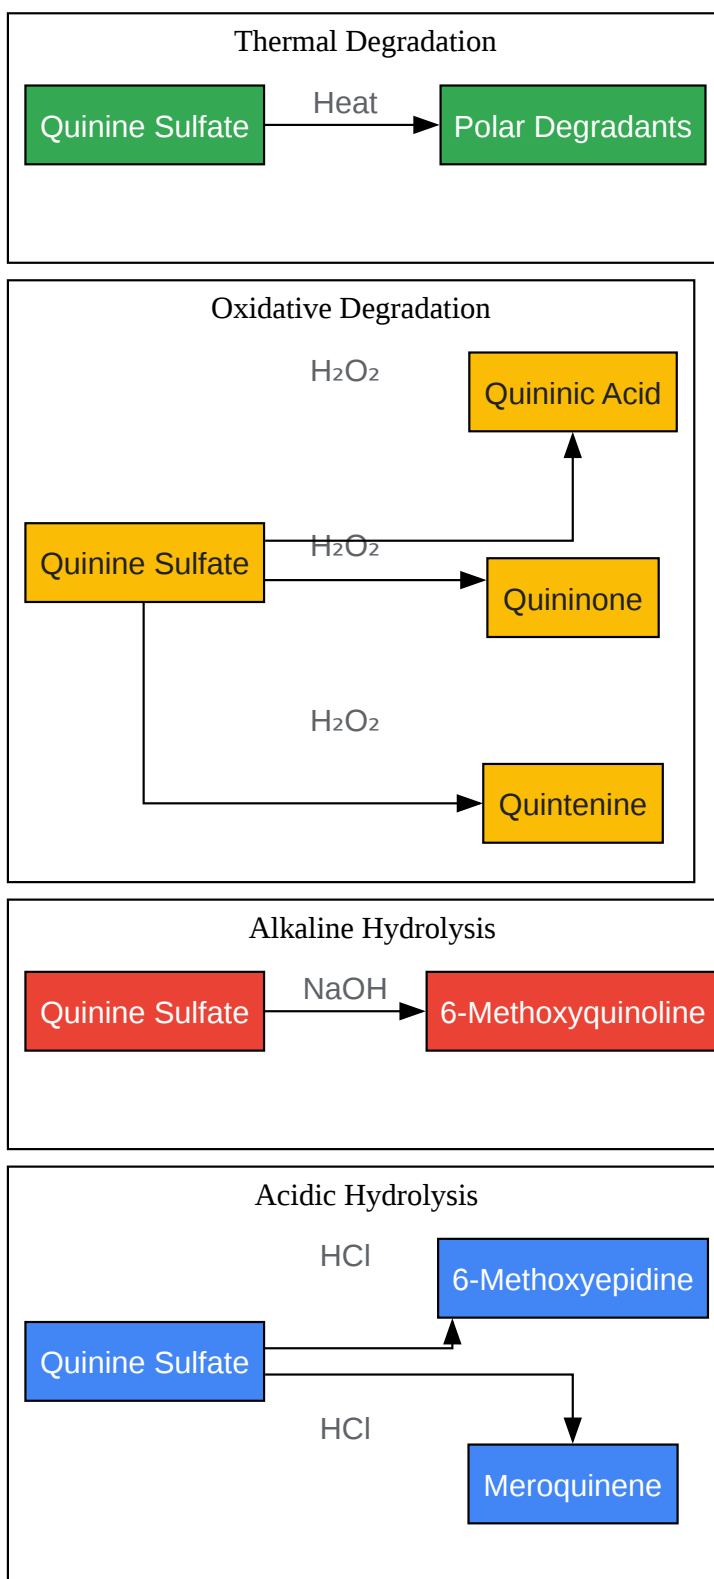 Thermal Degradation
Quinine Sulfate
Heat
Polar Degradants
Oxidative Degradation
H₂O₂
Quininic Acid
Quinine Sulfate
H₂O₂
Quininone
H₂O₂
Quintenine
Alkaline Hydrolysis
Quinine Sulfate
NaOH
6-Methoxyquinoline
Acidic Hydrolysis
HCl
6-Methoxyepidine
Quinine Sulfate
HCl
Meroquinene